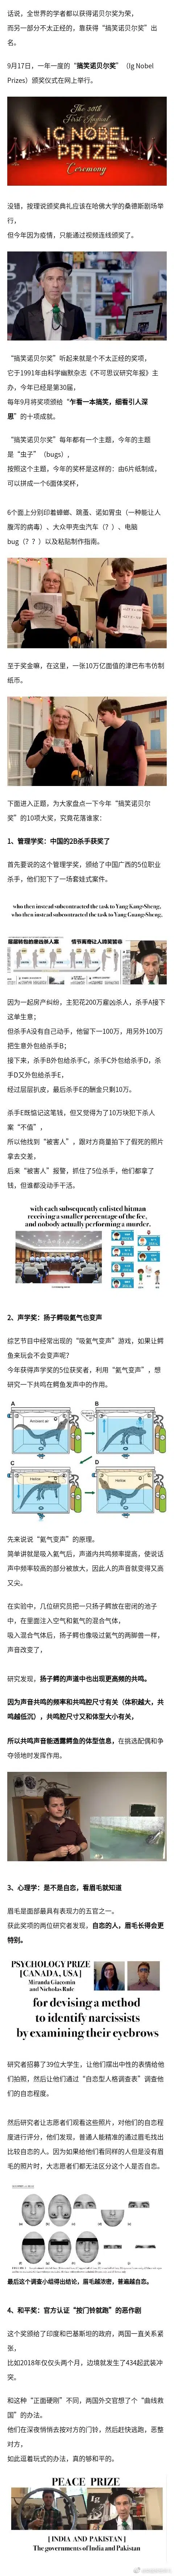 话说，全世界的学者都以获得诺贝尔奖为荣，
而另一部分不太正经的，靠获得“搞笑诺贝尔奖”出
名。
9月17日，一年一度的“搞笑诺贝尔奖”（Ig Nobel
Prizes）颁奖仪式在网上举行。
The 30th First Annual
IG NOBEL
PRIZE
Ceremony
没错，按理说颁奖典礼应该在哈佛大学的桑德斯剧场举
行，
但今年因为疫情，只能通过视频连线颁奖了。
“搞笑诺贝尔奖”听起来就是个不太正经的奖项，
它于1991年由科学幽默杂志《不可思议研究年报》主
办，今年已经是第30届，
每年9月将奖项颁给“乍看一本搞笑，细看引人深
思”的十项成就。
“搞笑诺贝尔奖”每年都有一个主题，今年的主题
是“虫子”（bugs），
按照这个主题，今年的奖杯是这样的：由6片纸制成，
可以拼成一个6面体奖杯，
6个面上分别印着蟑螂、跳蚤、诺如胃虫（一种能让人
腹泻的病毒）、大众甲壳虫汽车（？）、电脑
bug（？？）以及粘贴制作指南。
至于奖金嘛，在这里，一张10万亿面值的津巴布韦仿制
纸币。
下面进入正题，为大家盘点一下今年“搞笑诺贝尔
奖”的10项大奖，究竟花落谁家：
1、管理学奖：中国的2B杀手获奖了
首先要说的这个管理学奖，颁给了中国广西的5位职业
杀手，他们犯下了一场套娃式案件。
who then instead subcontracted the task to Yang Kang-Sheng,
who then instead subcontracted the task to Yang Guang-Sheng,
因为一起房产纠纷，主犯花200万雇凶杀人，杀手A接下
这单生意；
但杀手A没有自己动手，他留下一100万，用另外100万
把生意外包给杀手B；
接下来，杀手B外包给杀手C，杀手C外包给杀手D，杀
手D又外包给杀手E，
经过层层扒皮，最后杀手E的酬金只剩10万。
杀手E既惦记这笔钱，但又觉得为了10万块犯下杀人
案“不值”，
所以他找到“被害人”，跟对方商量拍下了假死的照片
拿去交差，
后来“被害人”报警，抓住了5位杀手，他们都拿了
钱，但谁都没动手干活。
with each subsequently enlisted hitman
receiving a smaller percentage of the fee,
and nobody actually performing a murder.
2、声学奖：扬子鳄吸氦气也变声
综艺节目中经常出现的“吸氦气变声”游戏，如果让鳄
鱼来玩会不会变声呢？
今年获得声学奖的5位获奖者，利用“氦气变声”，想
研究一下共鸣在鳄鱼发声中的作用。
A
B
C
D
先来说说“氦气变声”的原理。
简单讲就是吸入氦气后，声道内共鸣频率提高，使说话
声中频率较高的部分被放大，因此人的声音就变得又高
又尖。
在实验中，几位研究员把一只扬子鳄放在密闭的池子
中，在里面注入空气和氦气的混合气体，
吸入混合气体后，扬子鳄也像吸过氦气的两脚兽一样，
声音改变了，
研究发现，扬子鳄的声道中也出现更高频的共鸣。
因为声音共鸣的频率和共鸣腔尺寸有关（体积越大，共
鸣越低沉），共鸣腔尺寸又和体型大小有关，
所以共鸣声音能透露鳄鱼的体型信息，在挑选配偶和争
夺领地时发挥作用。
3、心理学：是不是自恋，看眉毛就知道
眉毛是面部最具有表现力的五官之一。
获此奖项的两位研究者发现，自恋的人，眉毛长得会更
特别。
PSYCHOLOGY PRIZE
[CANADA, USA]
Miranda Giacomin
and Nicholas Rule
for devising a method
to identify narcissists
by examining their eyebrows
研究者招募了39位大学生，让他们摆出中性的表情给他
们拍照，然后让他们通过“自恋型人格调查表”调查他
们的自恋程度。
然后研究者让志愿者们观看这些照片，对他们的自恋程
度进行评分，他们发现，普通人能精准的通过眉毛找出
比较自恋的人。因为如果给他们看同样的人但是没有眉
毛的照片时，大志愿者们都无法区分这个人是否自恋。
最后这个调查小组得出结论，眉毛越浓密，普遍越自恋。
4、和平奖：官方认证“按门铃就跑”的恶作剧
这个奖颁给了印度和巴基斯坦的政府，两国一直关系紧
张，
比如2018年仅仅头两个月，边境就发生了434起武装冲
突。
和这种“正面硬刚”不同，两国外交官想了个“曲线救
国”的办法。
他们在深夜悄悄去按对方的门铃，然后赶快逃跑，恶整
对方，
如此逗着玩式的办法，真的够和平的。
PEACE PRIZE
[INDIA AND PAKISTAN]
The governments of India and Pakistan